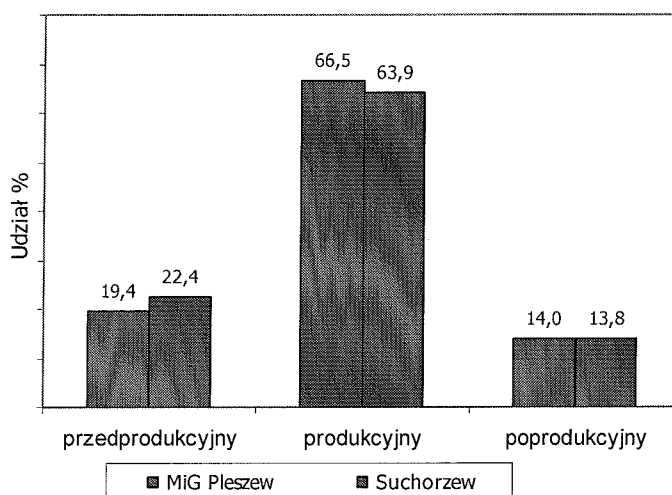 Udział %
66,5
63,9
19,4
22,4
14,0
13,8
przedprodukcyjny
produkcyjny
poprodukcyjny
MiG Pleszew
Suchorzew